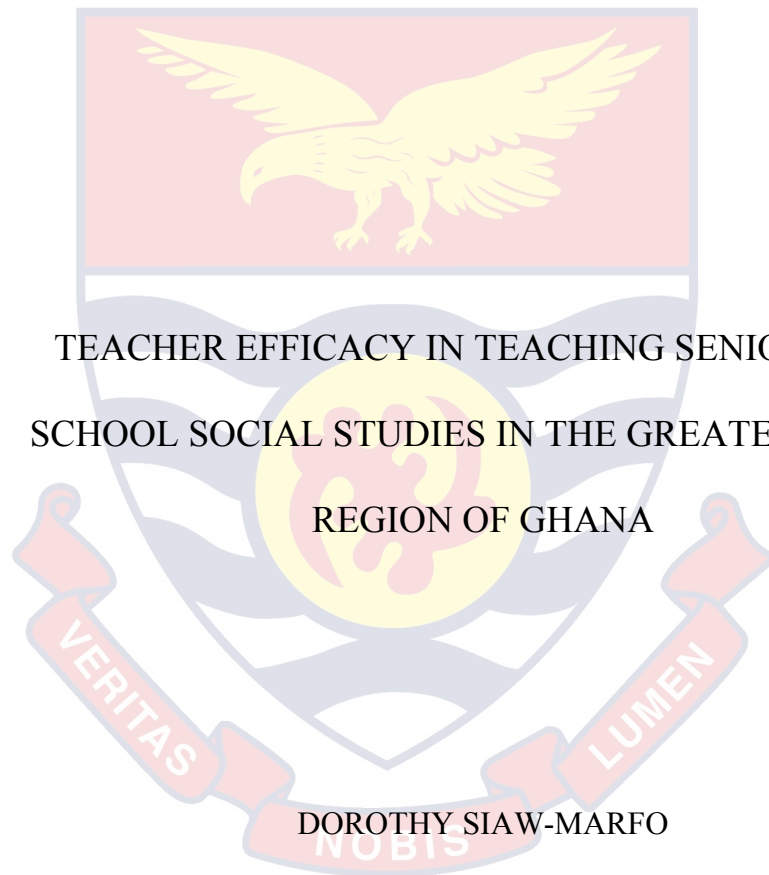 TEACHER EFFICACY IN TEACHING SENIO
SCHOOL SOCIAL STUDIES IN THE GREATE
REGION OF GHANA
VERITAS
NOBIS
LUMEN
DOROTHY SIAW-MARFO